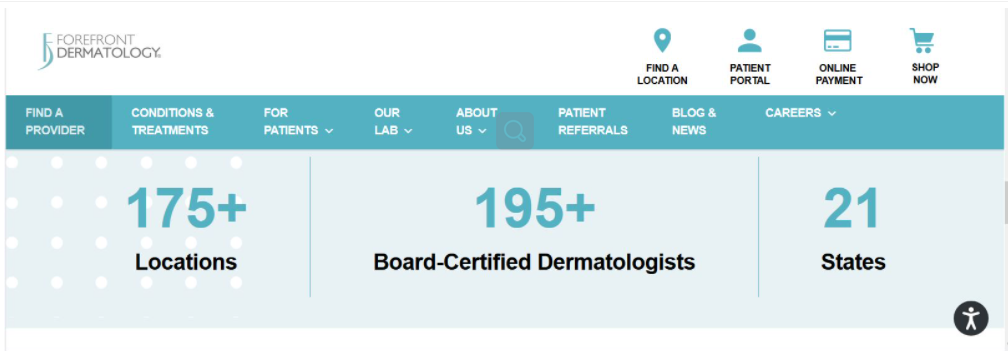 FOREFRONT
DERMATOLOGY®
FIND A
LOCATION
PATIENT
PORTAL
ONLINE
PAYMENT
SHOP
NOW
FIND A
PROVIDER
CONDITIONS &
TREATMENTS
FOR
PATIENTS
OUR
LAB
ABOUT
US
PATIENT
REFERRALS
BLOG &
NEWS
CAREERS
175+
Locations
195+
Board-Certified Dermatologists
21
States